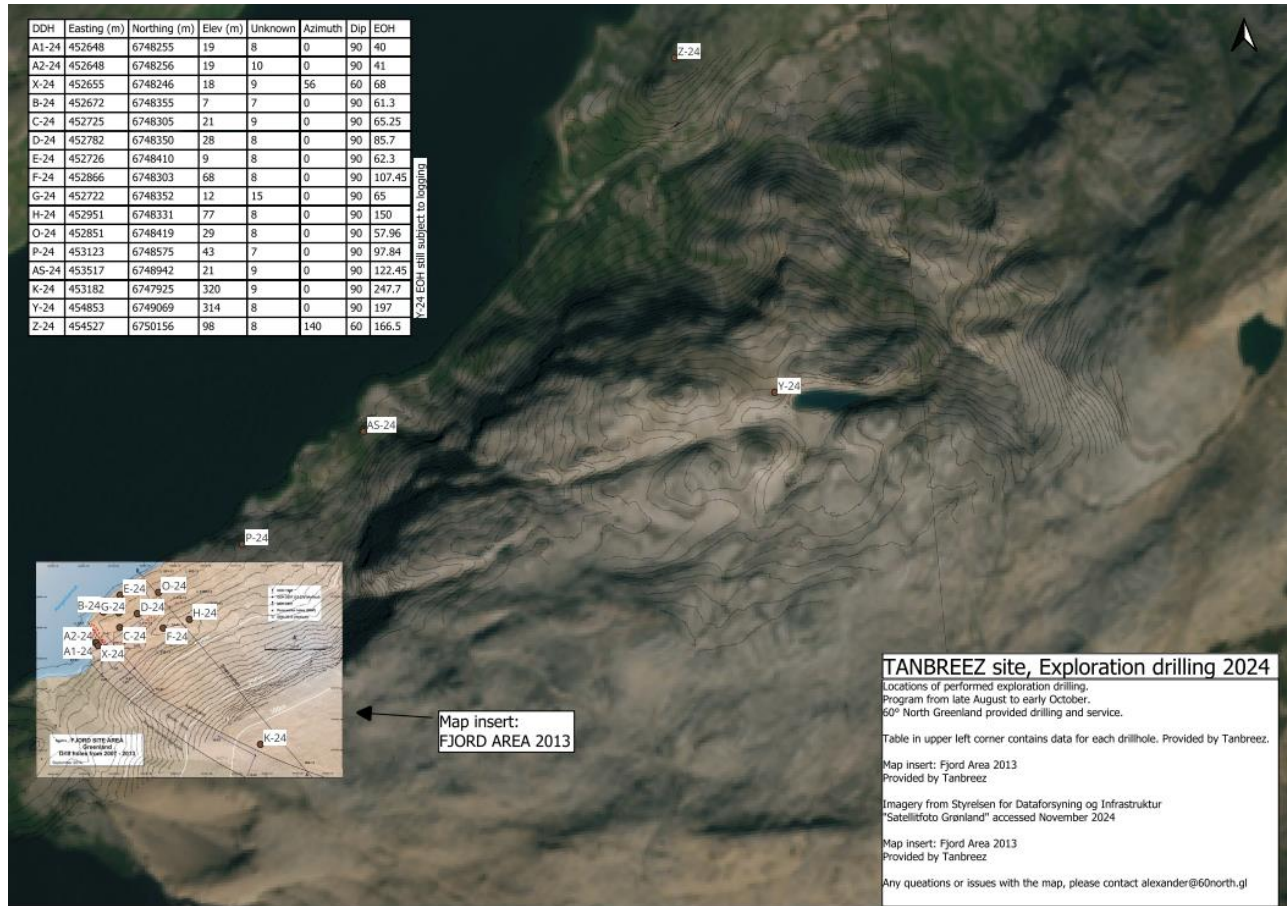 DDH Easting (m) Northing (m) Elev (m) Unknown Azimuth Dip EOH
A1-24 452648 6748255 19 8 0 90 40
A2-24 452648 6748256 19 10 0 90 41
X-24 452655 6748246 18 9 56 60 68
B-24 452672 6748355 7 7 0 90 61.3
C-24 452725 6748305 21 9 0 90 65.25
D-24 452782 6748350 28 8 0 90 85.7
E-24 452726 6748410 9 8 0 90 62.3
F-24 452866 6748303 68 8 0 90 107.45
G-24 452722 6748352 12 15 0 90 65
H-24 452951 6748331 77 8 0 90 150
O-24 452851 6748419 29 8 0 90 57.96
P-24 453123 6748575 43 7 0 90 97.84
AS-24 453517 6748942 21 9 0 90 122.45
K-24 453182 6747925 320 9 0 90 247.7
Y-24 454853 6749069 314 8 0 90 197
Z-24 454527 6750156 98 8 140 60 166.5
Y-24 EOH still subject to logging
Z-24
Y-24
AS-24
P-24
E-24
O-24
B-24
G-24
D-24
H-24
C-24
F-24
A2-24
A1-24
X-24
K-24
FJORD SITE AREA
Greenland
Drill holes from 2007 - 2013
Map insert:
FJORD AREA 2013
TANBREEZ site, Exploration drilling 2024
Locations of performed exploration drilling.
Program from late August to early October.
60° North Greenland provided drilling and service.
Table in upper left corner contains data for each drillhole. Provided by Tanbreez.
Map insert: Fjord Area 2013
Provided by Tanbreez
Imagery from Styrelsen for Dataforsyning og Infrastruktur
"Satellitfoto Grønland" accessed November 2024
Map insert: Fjord Area 2013
Provided by Tanbreez
Any queations or issues with the map, please contact alexander@60north.gl